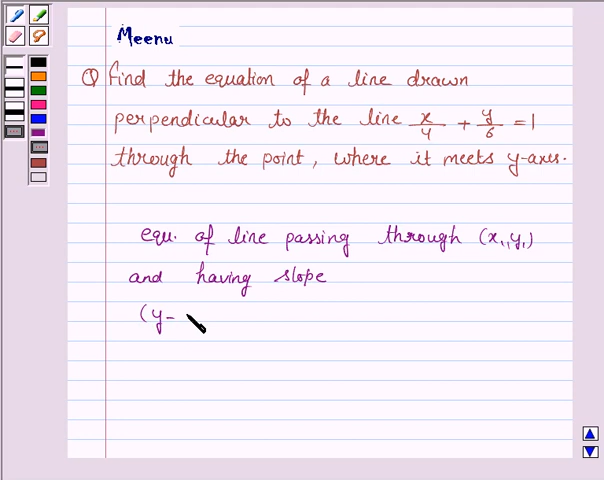 Meenu
Q Find the equation of a line drawn
perpendicular to the line x/4 + y/6 = 1
through the point, where it meets y-axis.
equ. of line passing through (x₁, y₁)
and having slope
(y-